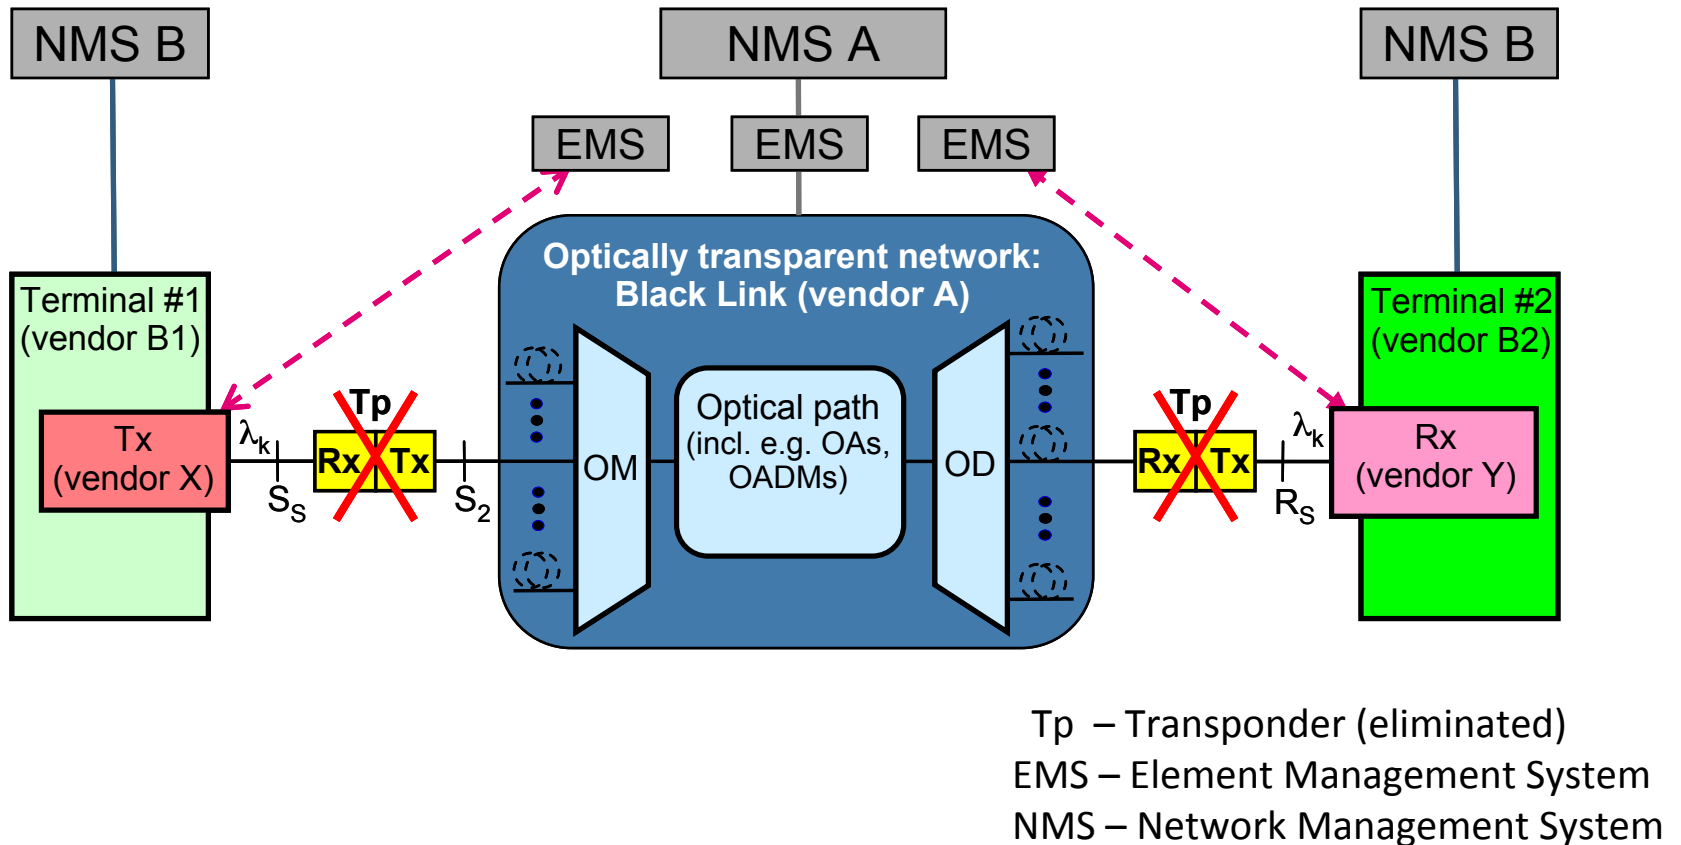 NMS B
NMS A
NMS B
EMS
EMS
EMS
Optically transparent network:
Black Link (vendor A)
Terminal #1
(vendor B1)
Terminal #2
(vendor B2)
Tp
Tp
Tx
(vendor X)
λk
SS
Rx
Tx
S2
OM
Optical path
(incl. e.g. OAs,
OADMs)
OD
Rx
Tx
λk
RS
Rx
(vendor Y)
Tp – Transponder (eliminated)
EMS – Element Management System
NMS – Network Management System